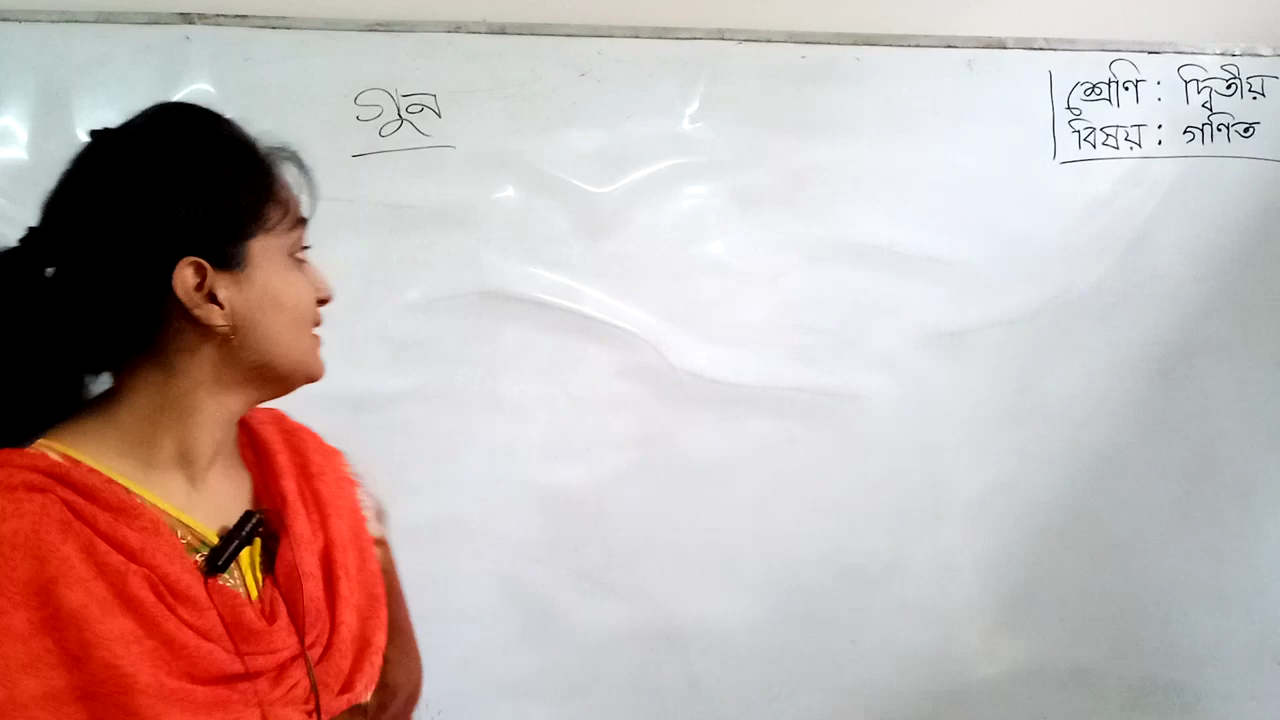 গুন
শ্রেণি : দ্বিতীয়
বিষয় : গণিত